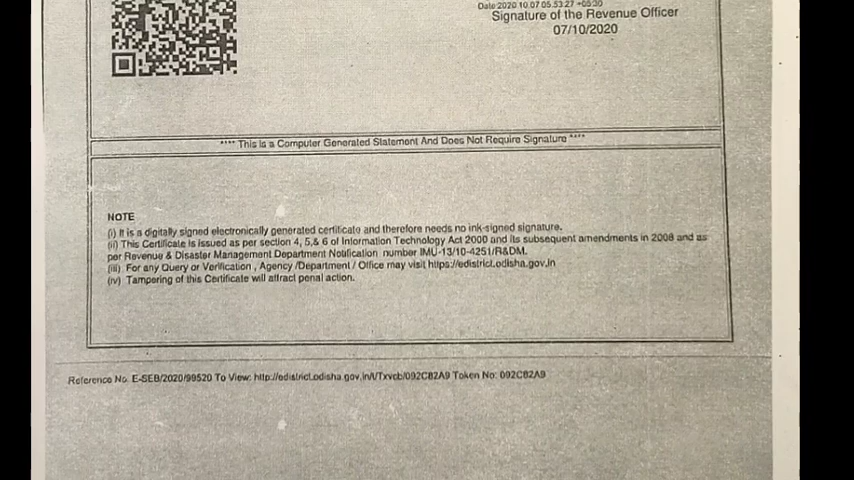 Date 2020.10.07 05.53.27 +05:30
Signature of the Revenue Officer
07/10/2020
**** This is a Computer Generated Statement And Does Not Require Signature ****
NOTE
(i) It is a digitally signed electronically generated certificate and therefore needs no ink-signed signature.
(ii) This Certificate is issued as per section 4, 5,& 6 of Information Technology Act 2000 and its subsequent amendments in 2008 and as
per Revenue & Disaster Management Department Notification number IMU-13/10-4251/R&DM.
(iii) For any Query or Verification , Agency /Department / Office may visit https://edistrict.odisha.gov.in
(iv) Tampering of this Certificate will attract penal action.
Reference No. E-SEB/2020/99520 To View: http://edistrict.odisha.gov.in/t/Txvcb/092C82A9 Token No: 092C82A9